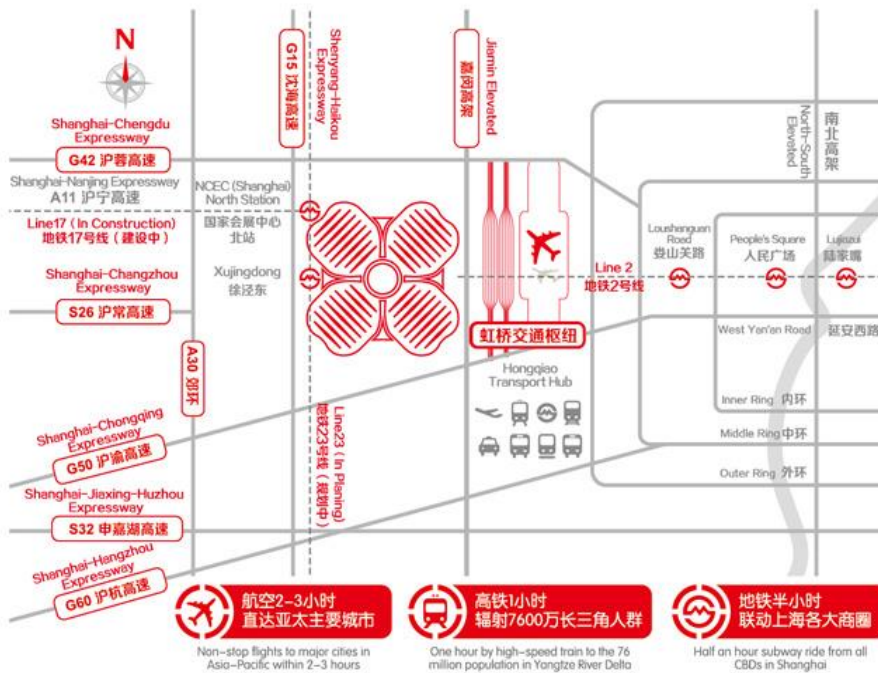 N
Shanghai-Chengdu
Expressway
G42 沪蓉高速
Shanghai-Nanjing Expressway
A11 沪宁高速
Line17 (In Construction)
地铁17号线（建设中）
Shanghai-Changzhou
Expressway
S26 沪常高速
G15 沈海高速
Shenyang-Haikou
Expressway
Jiamin Elevated
嘉闵高架
NCEC (Shanghai)
North Station
国家会展中心
北站
Xujingdong
徐泾东
A30 郊环
Line 2
地铁2号线
虹桥交通枢纽
Hongqiao
Transport Hub
North-South
Elevated
南北高架
Loushanguan
Road
娄山关路
People's Square
人民广场
Lujiazui
陆家嘴
West Yan'an Road 延安西路
Inner Ring 内环
Middle Ring 中环
Outer Ring 外环
Shanghai-Chongqing
Expressway
G50 沪渝高速
Line23 (In Planing)
地铁23号线（规划中）
Shanghai-Jiaxing-Huzhou
Expressway
S32 申嘉湖高速
Shanghai-Hangzhou
Expressway
G60 沪杭高速
航空2-3小时
直达亚太主要城市
Non-stop flights to major cities in
Asia-Pacific within 2-3 hours
高铁1小时
辐射7600万长三角人群
One hour by high-speed train to the 76
million population in Yangtze River Delta
地铁半小时
联动上海各大商圈
Half an hour subway ride from all
CBDs in Shanghai